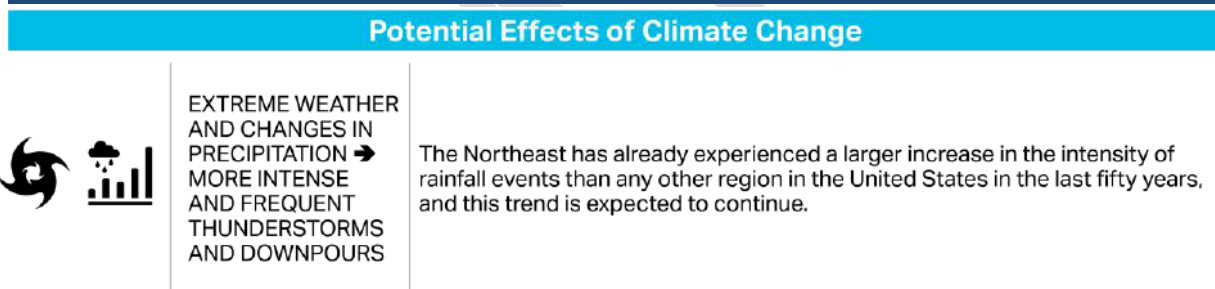 Potential Effects of Climate Change
EXTREME WEATHER
AND CHANGES IN
PRECIPITATION ➔
MORE INTENSE
AND FREQUENT
THUNDERSTORMS
AND DOWNPOURS
The Northeast has already experienced a larger increase in the intensity of
rainfall events than any other region in the United States in the last fifty years,
and this trend is expected to continue.